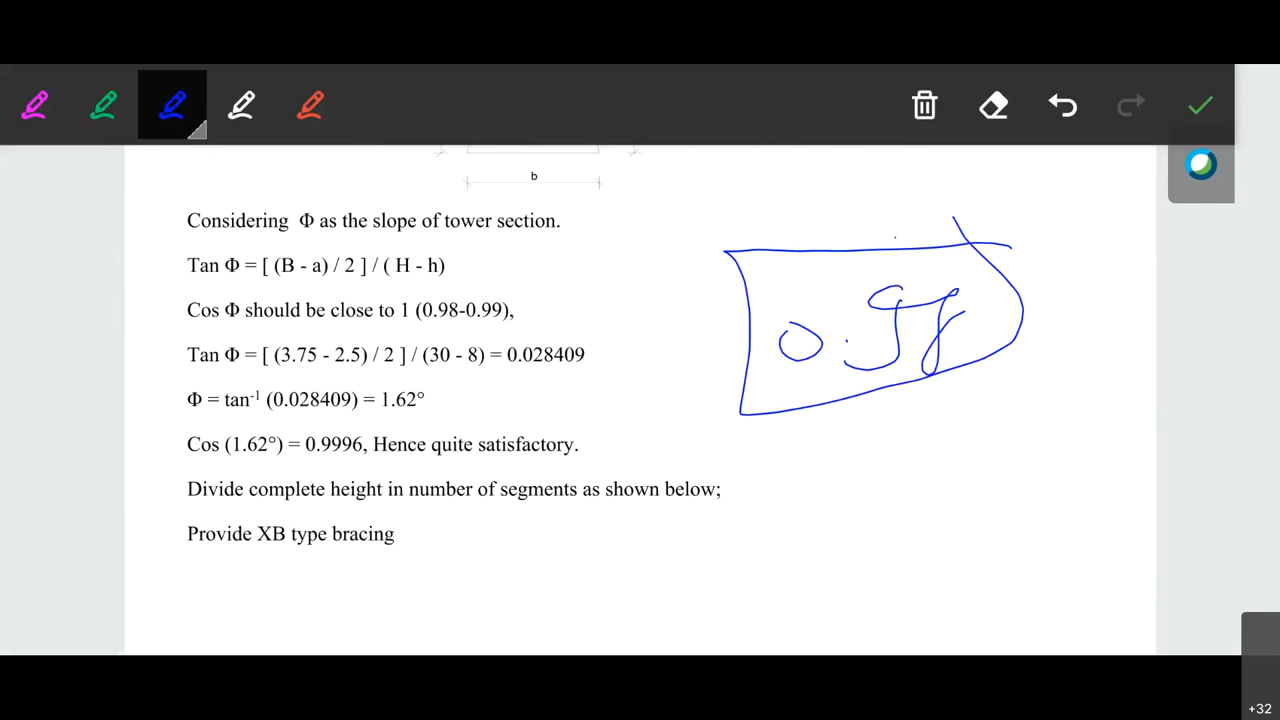 b
Considering Φ as the slope of tower section.
Tan Φ = [ (B - a) / 2 ] / ( H - h)
Cos Φ should be close to 1 (0.98-0.99),
0.98
Tan Φ = [ (3.75 - 2.5) / 2 ] / (30 - 8) = 0.028409
Φ = tan⁻¹ (0.028409) = 1.62°
Cos (1.62°) = 0.9996, Hence quite satisfactory.
Divide complete height in number of segments as shown below;
Provide XB type bracing
+32